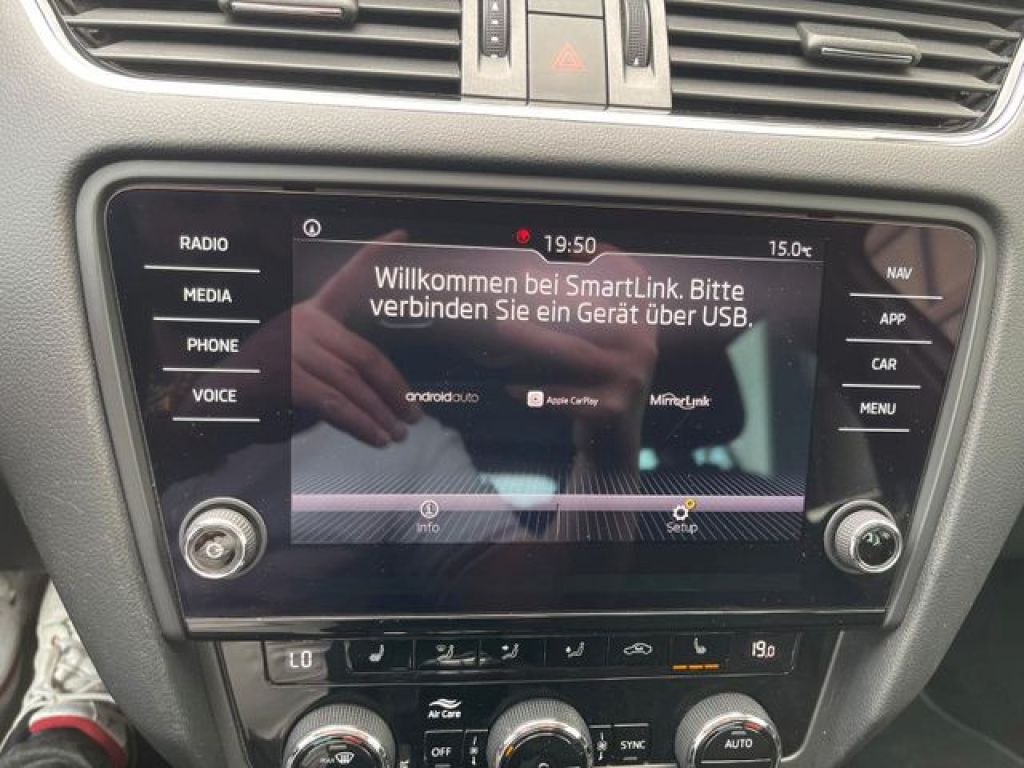 RADIO
MEDIA
PHONE
VOICE
19:50
15.0°C
Willkommen bei SmartLink. Bitte
verbinden Sie ein Gerät über USB.
androidauto
Apple CarPlay
MirrorLink
Info
Setup
NAV
APP
CAR
MENU
LO
19.0
Air Care
MAX
OFF
SYNC
AUTO